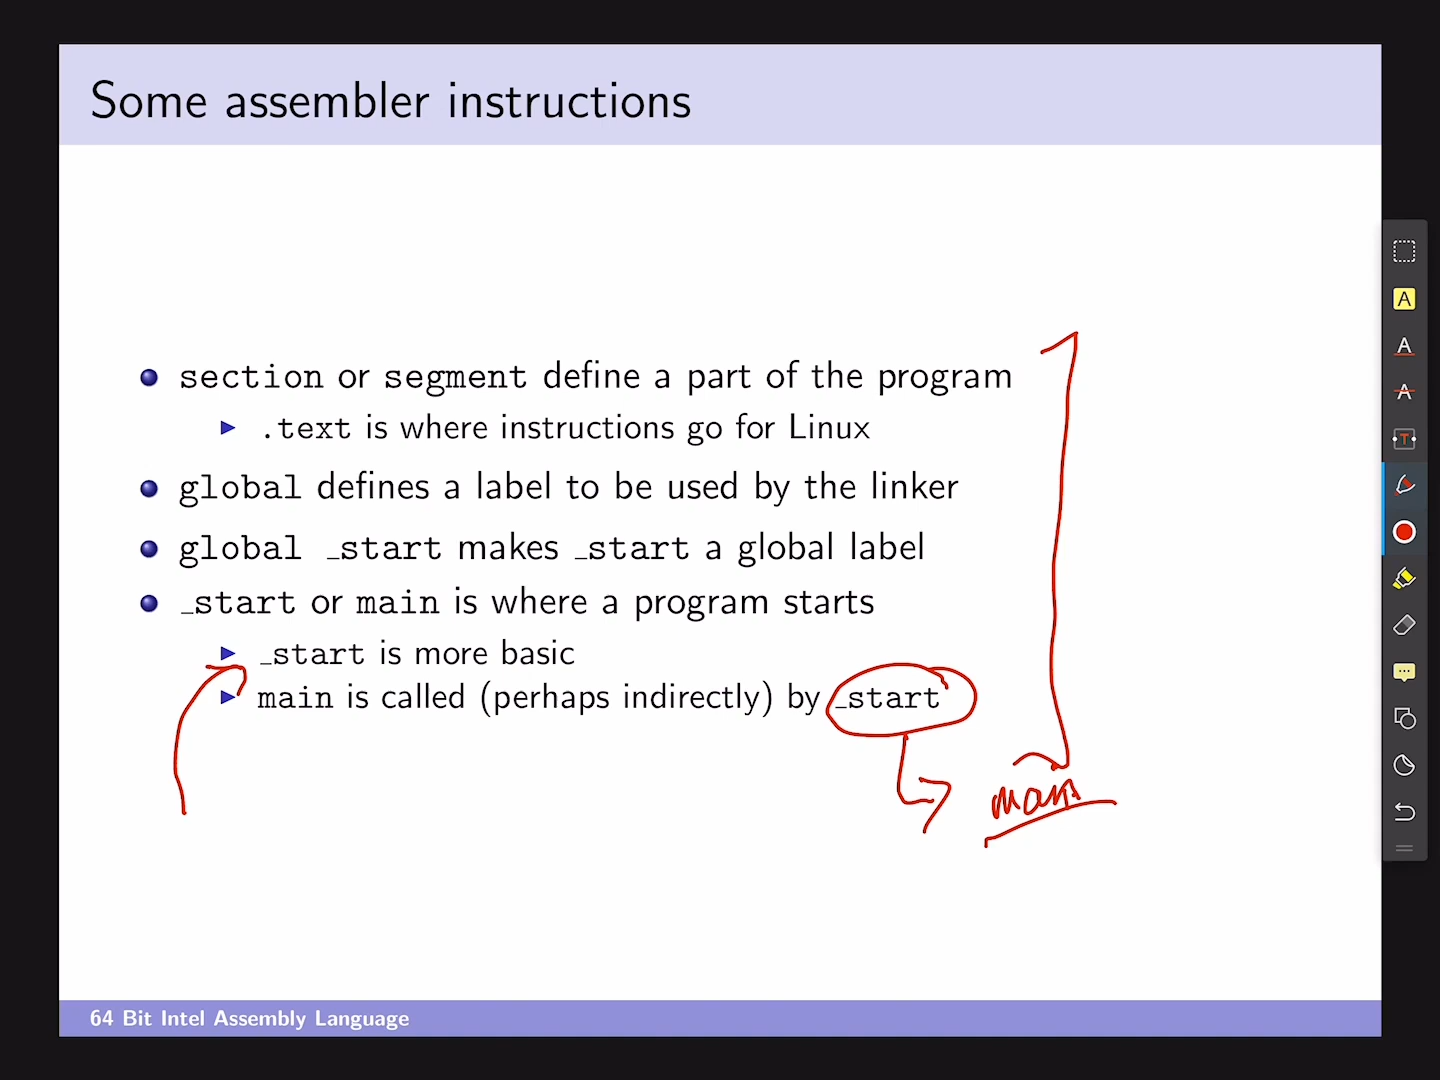 Some assembler instructions
section or segment define a part of the program
.text is where instructions go for Linux
global defines a label to be used by the linker
global _start makes _start a global label
_start or main is where a program starts
_start is more basic
main is called (perhaps indirectly) by _start
main
64 Bit Intel Assembly Language